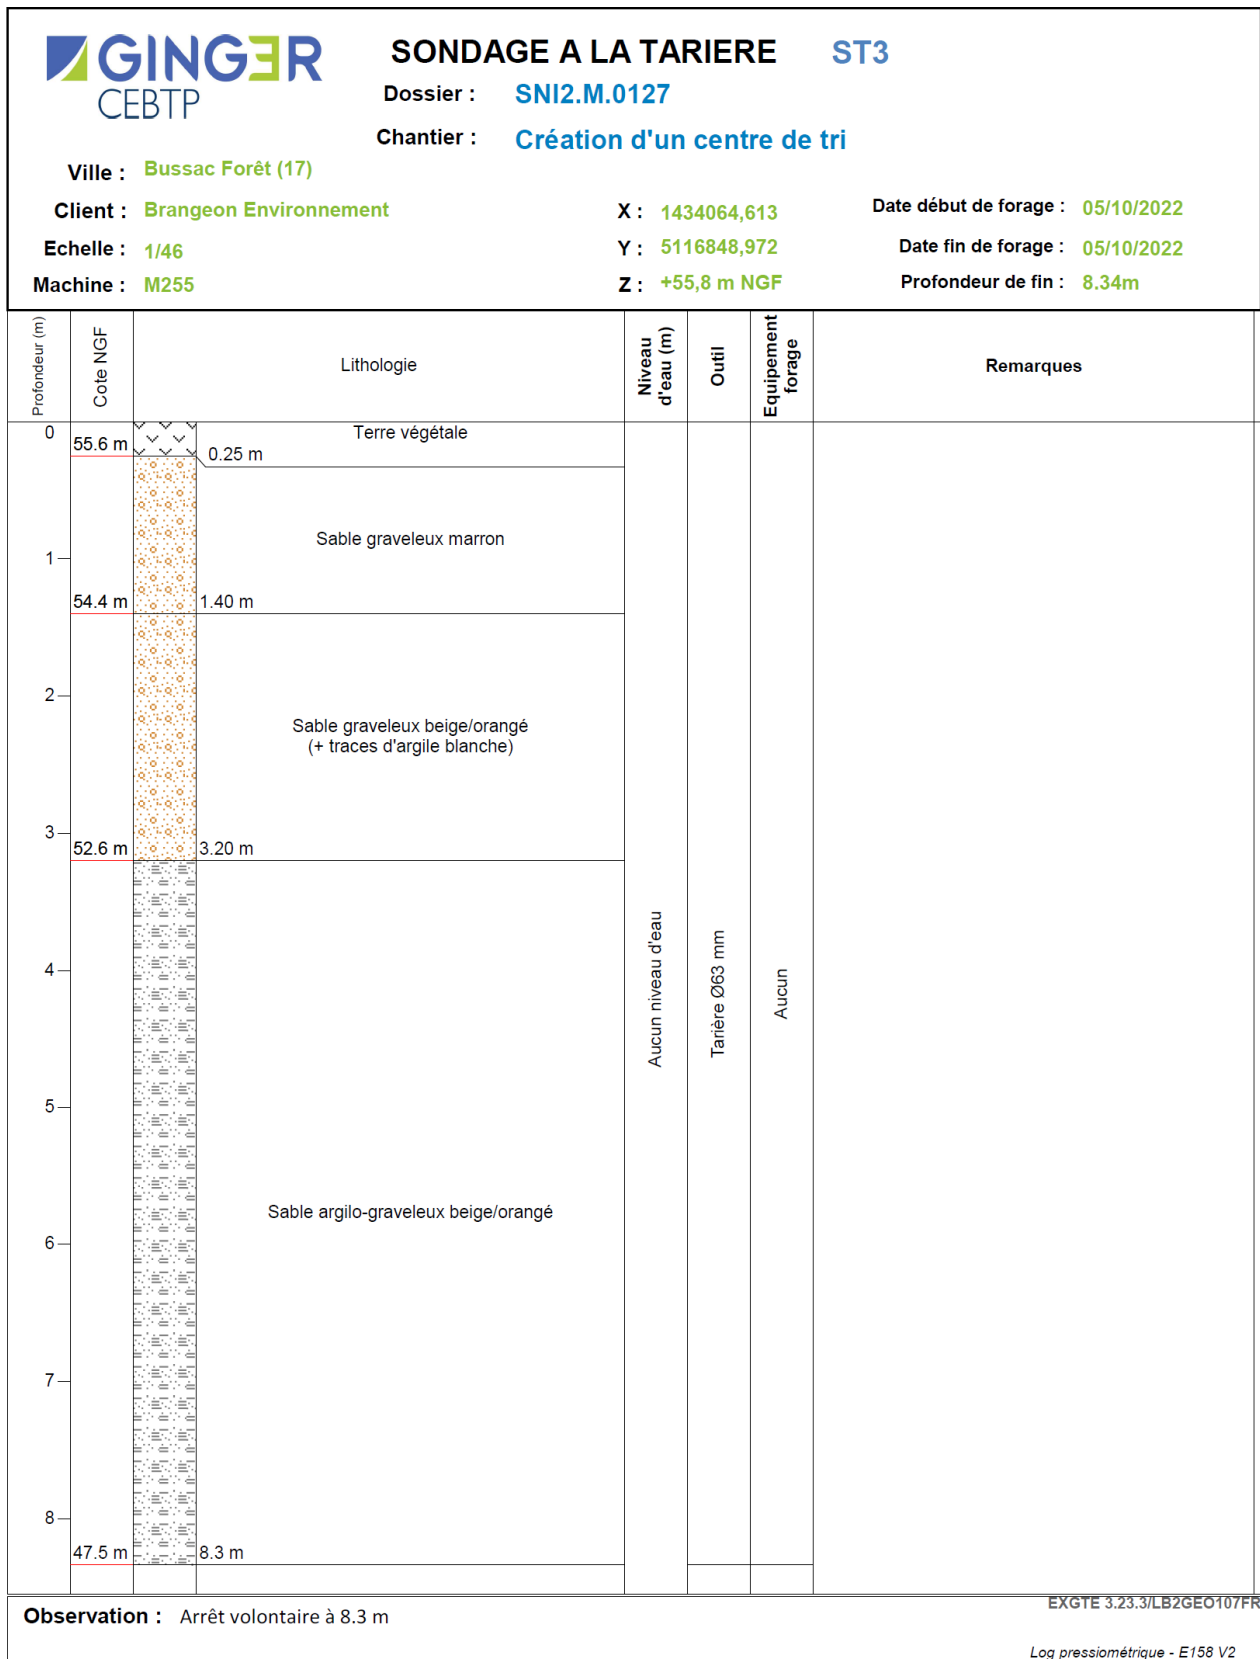 GINGER
CEBTP
SONDAGE A LA TARIERE ST3
Dossier : SNI2.M.0127
Chantier : Création d'un centre de tri
Ville : Bussac Forêt (17)
Client : Brangeon Environnement
Echelle : 1/46
Machine : M255
X : 1434064,613
Y : 5116848,972
Z : +55,8 m NGF
Date début de forage : 05/10/2022
Date fin de forage : 05/10/2022
Profondeur de fin : 8.34m
Profondeur (m)
Cote NGF
Lithologie
Niveau d'eau (m)
Outil
Equipement forage
Remarques
0
55.6 m
Terre végétale
0.25 m
Sable graveleux marron
1
54.4 m
1.40 m
2
Sable graveleux beige/orangé
(+ traces d'argile blanche)
3
52.6 m
3.20 m
4
Aucun niveau d'eau
Tarière Ø63 mm
Aucun
5
Sable argilo-graveleux beige/orangé
6
7
8
47.5 m
8.3 m
Observation : Arrêt volontaire à 8.3 m
EXGTE 3.23.3/LB2GEO107FR
Log pressiométrique - E158 V2